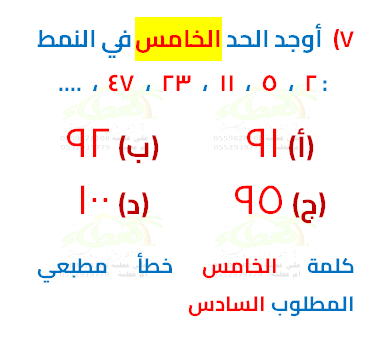 ٧) أوجد الحد الخامس في النمط
: ٢ ، ٥ ، ١١ ، ٢٣ ، ٤٧ ، ....
(أ) ٩١ (ب) ٩٢
(ج) ٩٥ (د) ١٠٠
كلمة الخامس خطأ مطبعي
المطلوب السادس